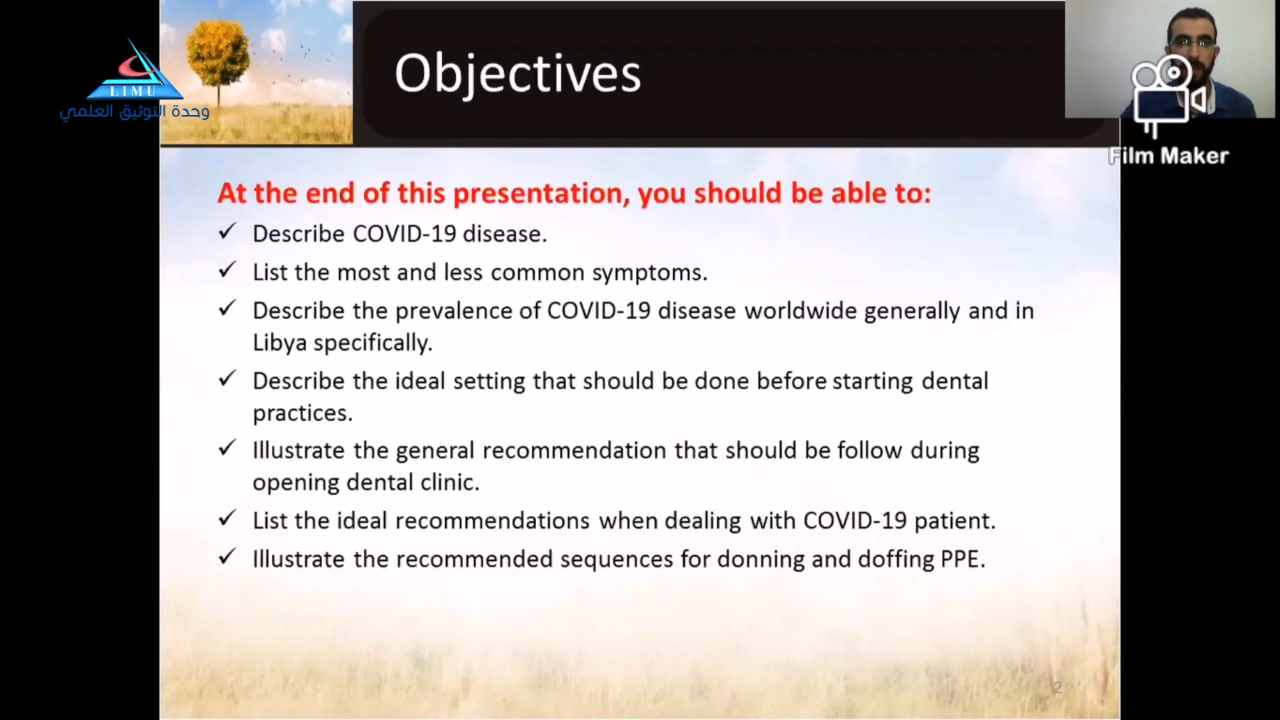 Objectives
LIMU
وحدة التوثيق العلمي
Film Maker
At the end of this presentation, you should be able to:
✓ Describe COVID-19 disease.
✓ List the most and less common symptoms.
✓ Describe the prevalence of COVID-19 disease worldwide generally and in
Libya specifically.
✓ Describe the ideal setting that should be done before starting dental
practices.
✓ Illustrate the general recommendation that should be follow during
opening dental clinic.
✓ List the ideal recommendations when dealing with COVID-19 patient.
✓ Illustrate the recommended sequences for donning and doffing PPE.
2